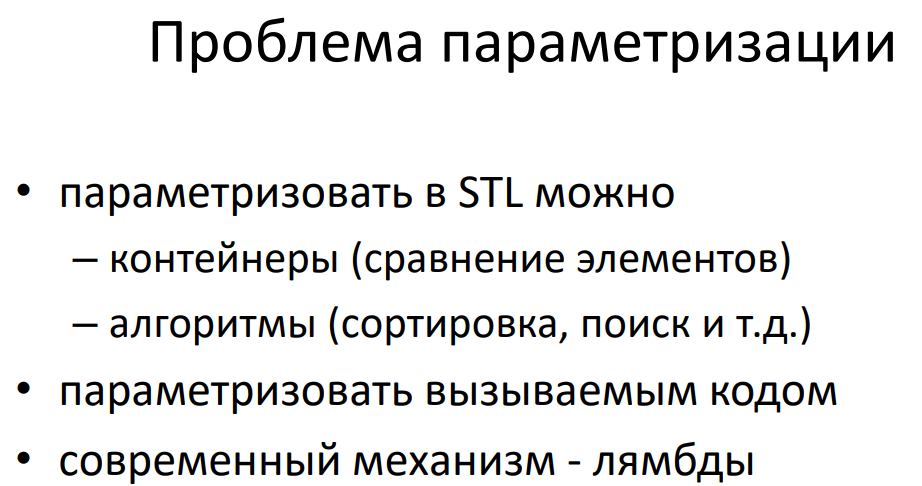 Проблема параметризации
• параметризовать в STL можно
– контейнеры (сравнение элементов)
– алгоритмы (сортировка, поиск и т.д.)
• параметризовать вызываемым кодом
• современный механизм - лямбды